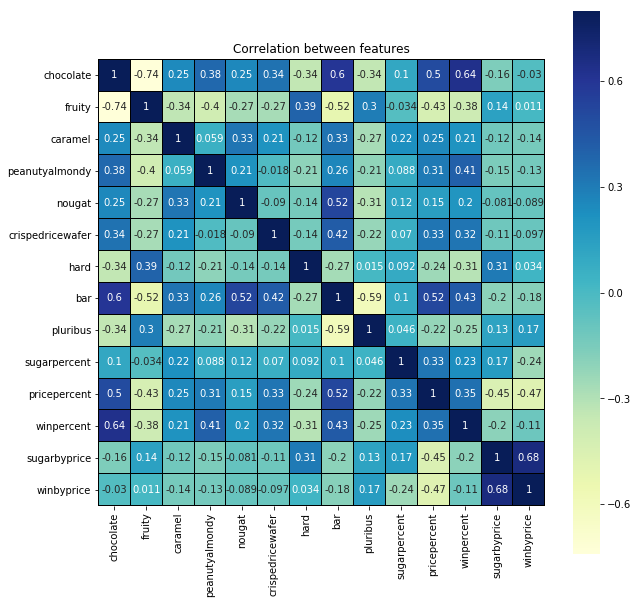 Correlation between features
chocolate 1 -0.74 0.25 0.38 0.25 0.34 -0.34 0.6 -0.34 0.1 0.5 0.64 -0.16 -0.03
fruity -0.74 1 -0.34 -0.4 -0.27 -0.27 0.39 -0.52 0.3 -0.034 -0.43 -0.38 0.14 0.011
caramel 0.25 -0.34 1 0.059 0.33 0.21 -0.12 0.33 -0.27 0.22 0.25 0.21 -0.12 -0.14
peanutyalmondy 0.38 -0.4 0.059 1 0.21 -0.018 -0.21 0.26 -0.21 0.088 0.31 0.41 -0.15 -0.13
nougat 0.25 -0.27 0.33 0.21 1 -0.09 -0.14 0.52 -0.31 0.12 0.15 0.2 -0.081 -0.089
crispedricewafer 0.34 -0.27 0.21 -0.018 -0.09 1 -0.14 0.42 -0.22 0.07 0.33 0.32 -0.11 -0.097
hard -0.34 0.39 -0.12 -0.21 -0.14 -0.14 1 -0.27 0.015 0.092 -0.24 -0.31 0.31 0.034
bar 0.6 -0.52 0.33 0.26 0.52 0.42 -0.27 1 -0.59 0.1 0.52 0.43 -0.2 -0.18
pluribus -0.34 0.3 -0.27 -0.21 -0.31 -0.22 0.015 -0.59 1 0.046 -0.22 -0.25 0.13 0.17
sugarpercent 0.1 -0.034 0.22 0.088 0.12 0.07 0.092 0.1 0.046 1 0.33 0.23 0.17 -0.24
pricepercent 0.5 -0.43 0.25 0.31 0.15 0.33 -0.24 0.52 -0.22 0.33 1 0.35 -0.45 -0.47
winpercent 0.64 -0.38 0.21 0.41 0.2 0.32 -0.31 0.43 -0.25 0.23 0.35 1 -0.2 -0.11
sugarbyprice -0.16 0.14 -0.12 -0.15 -0.081 -0.11 0.31 -0.2 0.13 0.17 -0.45 -0.2 1 0.68
winbyprice -0.03 0.011 -0.14 -0.13 -0.089 -0.097 0.034 -0.18 0.17 -0.24 -0.47 -0.11 0.68 1
chocolate
fruity
caramel
peanutyalmondy
nougat
crispedricewafer
hard
bar
pluribus
sugarpercent
pricepercent
winpercent
sugarbyprice
winbyprice
0.6
0.3
0.0
−0.3
−0.6